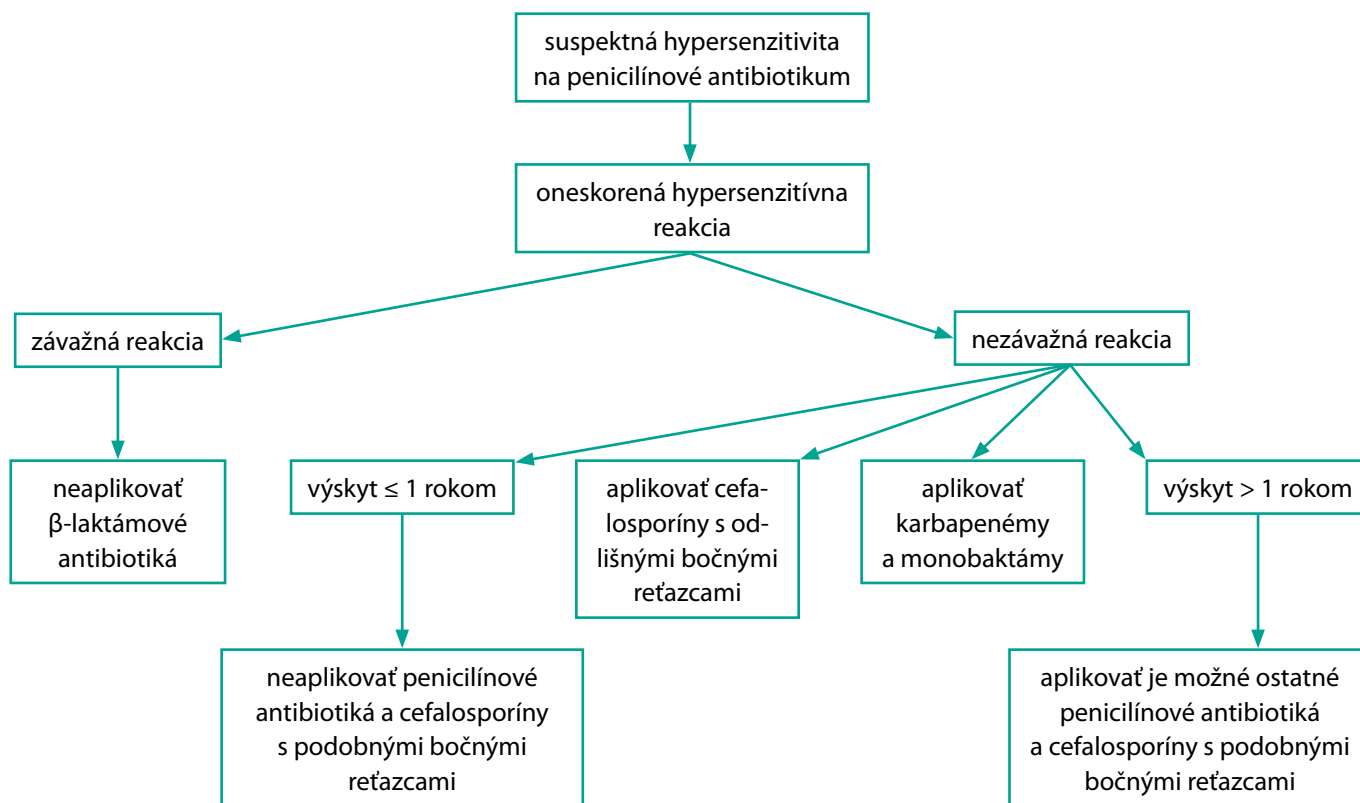 suspektná hypersenzitivita
na penicilínové antibiotikum
oneskorená hypersenzitívna
reakcia
závažná reakcia
nezávažná reakcia
neaplikovať
β-laktámové
antibiotiká
výskyt ≤ 1 rokom
aplikovať cefa-
losporíny s od-
lišnými bočnými
reťazcami
aplikovať
karbapenémy
a monobaktámy
výskyt > 1 rokom
neaplikovať penicilínové
antibiotiká a cefalosporíny
s podobnými bočnými
reťazcami
aplikovať je možné ostatné
penicilínové antibiotiká
a cefalosporíny s podobnými
bočnými reťazcami